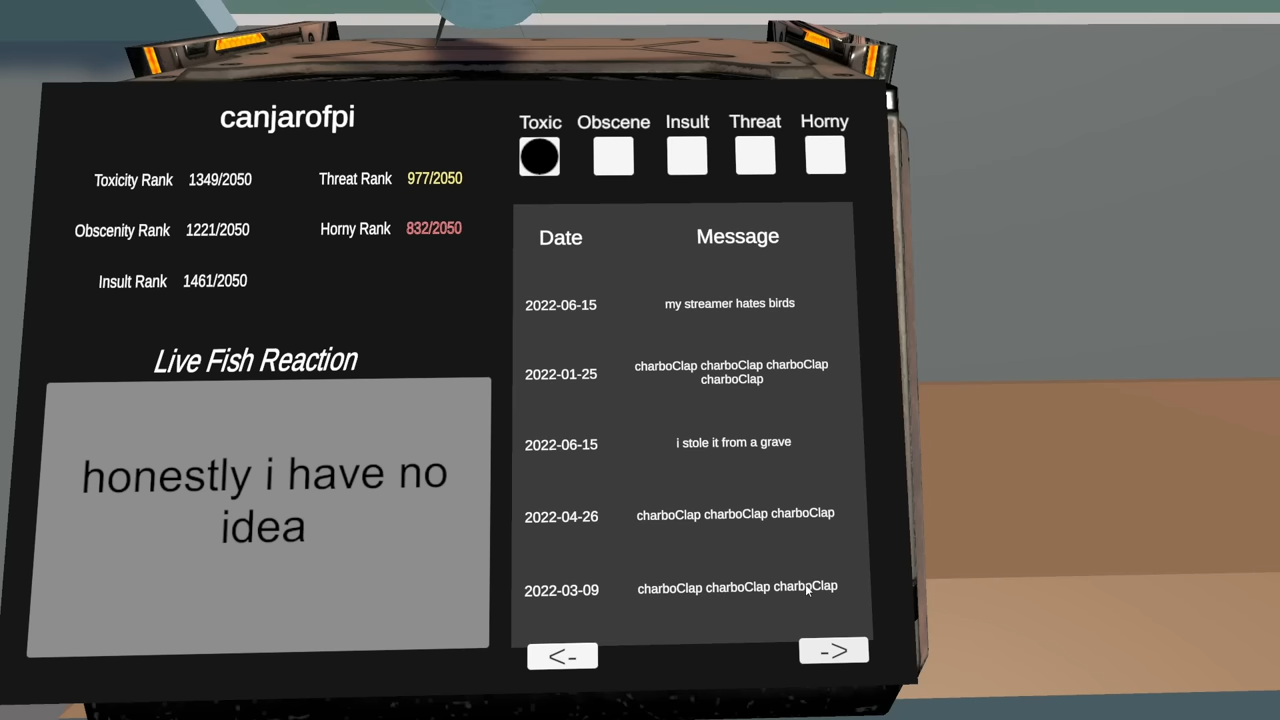 canjarofpi
Toxicity Rank 1349/2050
Threat Rank 977/2050
Obscenity Rank 1221/2050
Horny Rank 832/2050
Insult Rank 1461/2050
Live Fish Reaction
honestly i have no
idea
Toxic Obscene Insult Threat Horny
Date Message
2022-06-15 my streamer hates birds
2022-01-25 charboClap charboClap charboClap
charboClap
2022-06-15 i stole it from a grave
2022-04-26 charboClap charboClap charboClap
2022-03-09 charboClap charboClap charboClap
<- ->